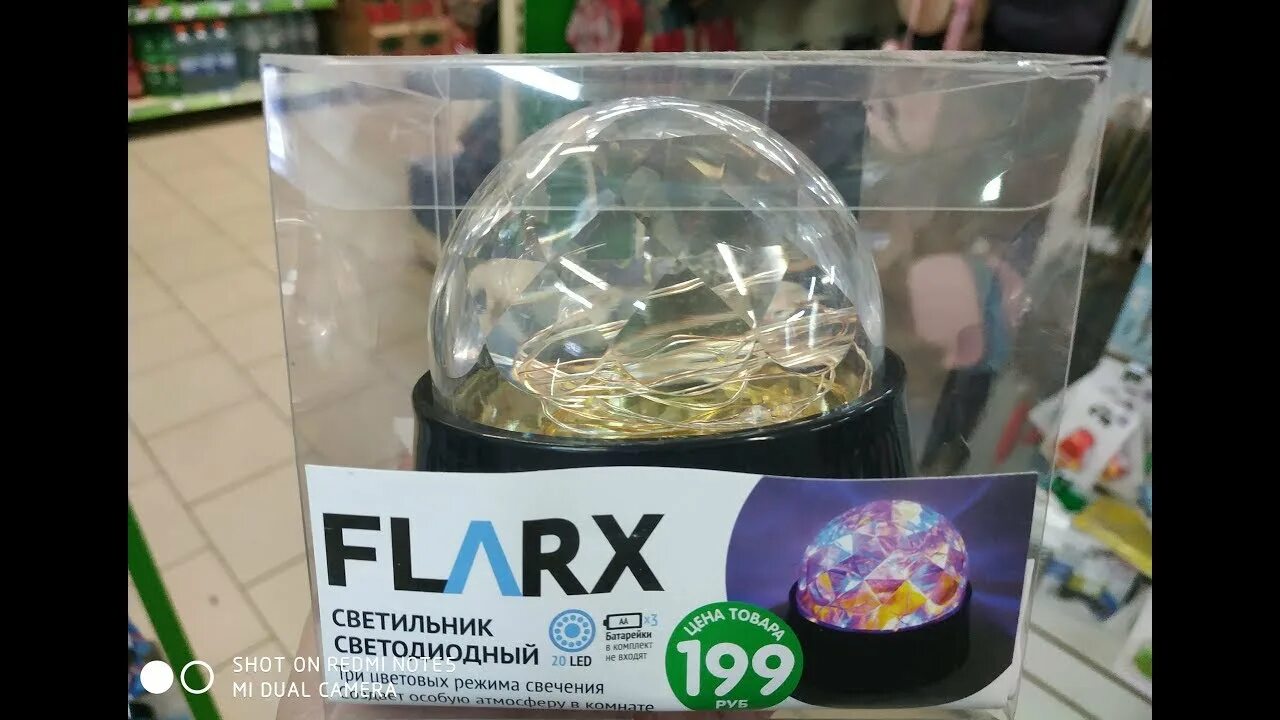 FLARX
СВЕТИЛЬНИК
СВЕТОДИОДНЫЙ
20 LED
AA x3
Батарейки
в комплект
не входят
ЦЕНА ТОВАРА
199
РУБ
Три цветовых режима свечения
особую атмосферу в комнате
SHOT ON REDMI NOTE 5
MI DUAL CAMERA